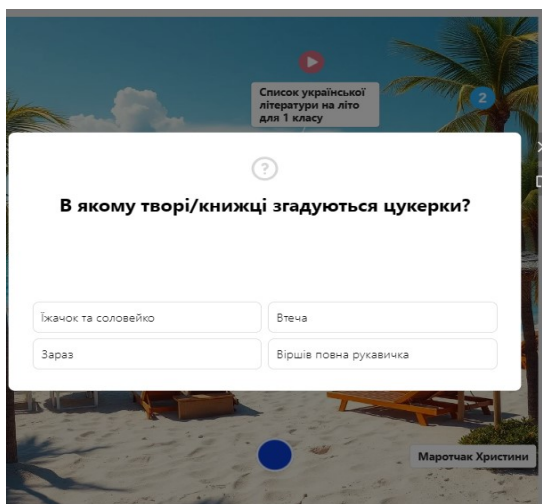 Список української
літератури на літо
для 1 класу
2
?
В якому творі/книжці згадуються цукерки?
Їжачок та соловейко
Втеча
Зараз
Віршів повна рукавичка
Маротчак Христини